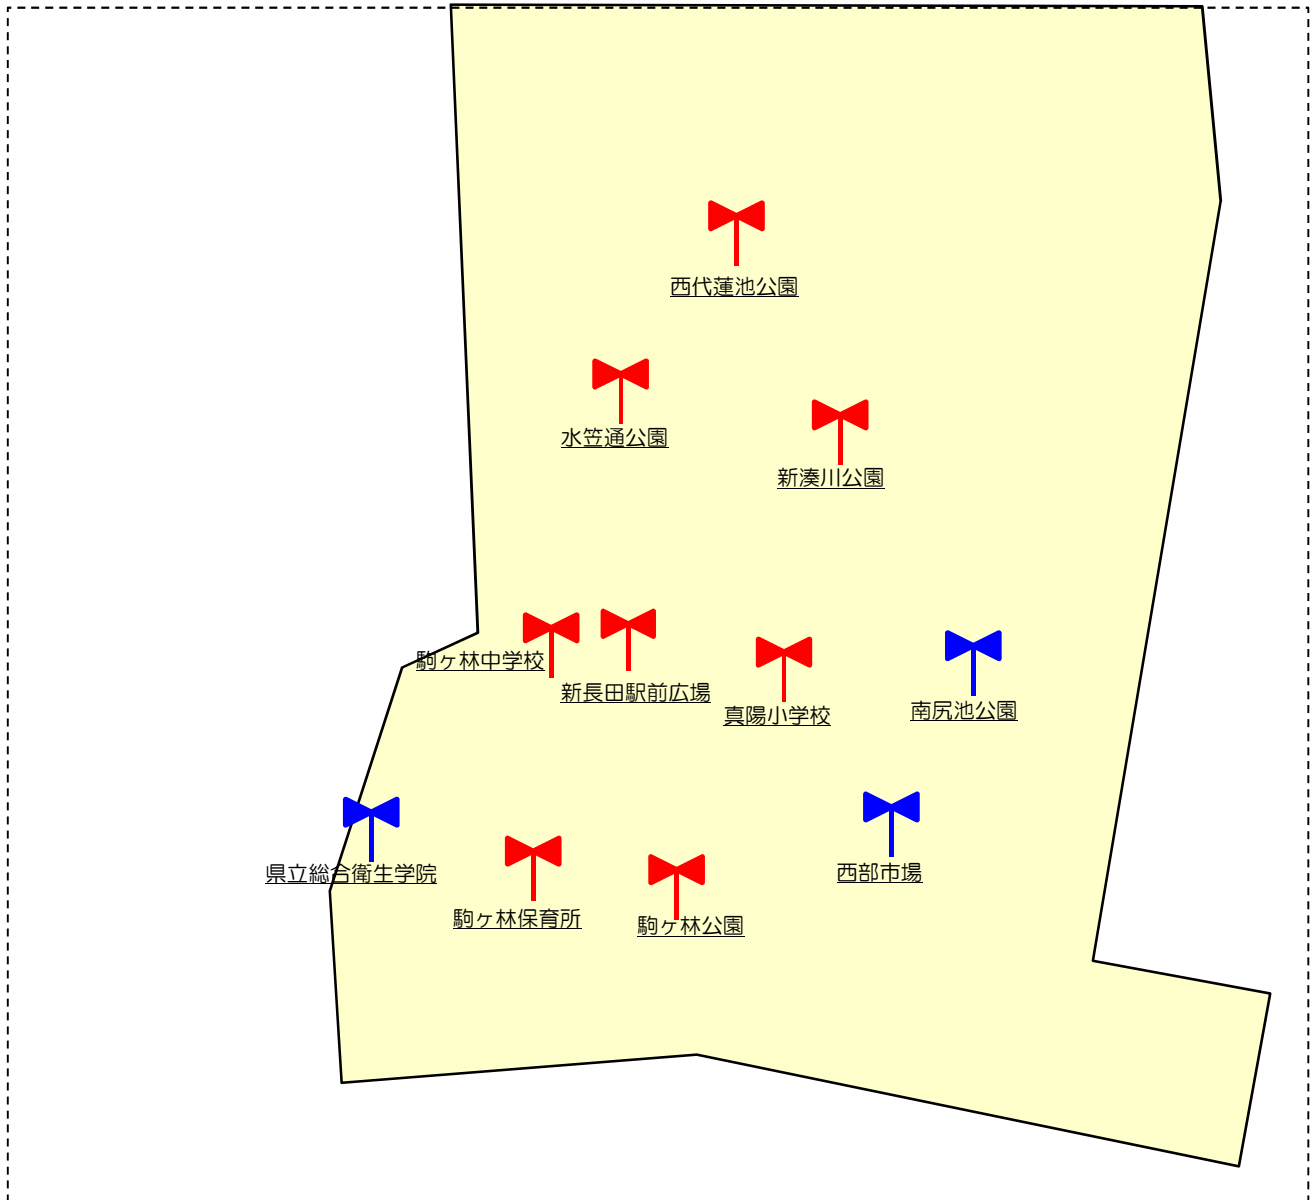 西代蓮池公園
水笠通公園
新湊川公園
駒ヶ林中学校
新長田駅前広場
真陽小学校
南尻池公園
県立総合衛生学院
西部市場
駒ヶ林保育所
駒ヶ林公園